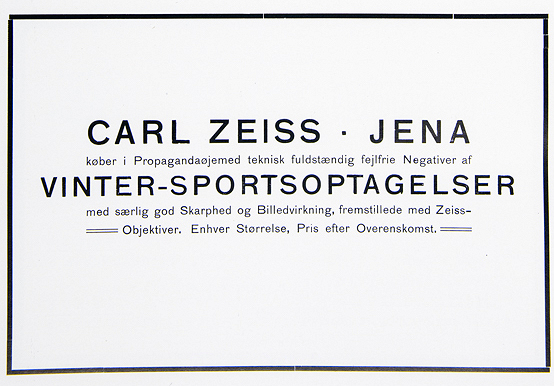 CARL ZEISS · JENA
køber i Propagandaøjemed teknisk fuldstændig fejlfrie Negativer af
VINTER-SPORTSOPTAGELSER
med særlig god Skarphed og Billedvirkning, fremstillede med Zeiss-
Objektiver. Enhver Størrelse, Pris efter Overenskomst.